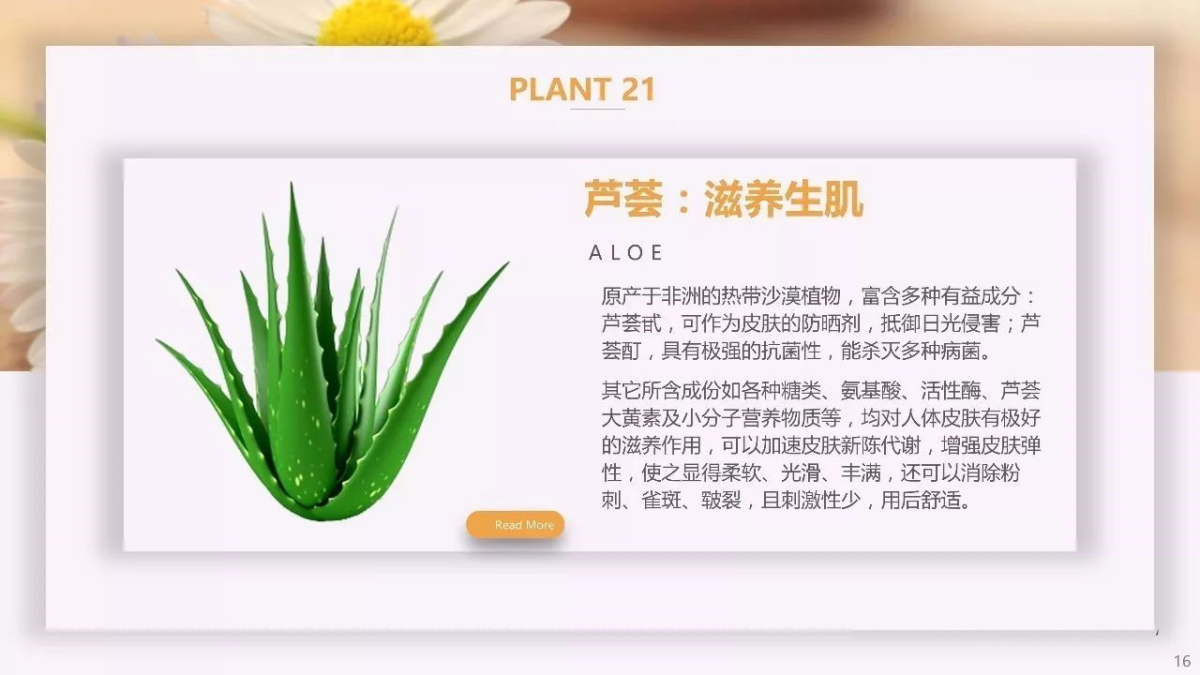 PLANT 21
芦荟：滋养生肌
ALOE
原产于非洲的热带沙漠植物，富含多种有益成分：
芦荟甙，可作为皮肤的防晒剂，抵御日光侵害；芦
荟酊，具有极强的抗菌性，能杀灭多种病菌。
其它所含成份如各种糖类、氨基酸、活性酶、芦荟
大黄素及小分子营养物质等，均对人体皮肤有极好
的滋养作用，可以加速皮肤新陈代谢，增强皮肤弹
性，使之显得柔软、光滑、丰满，还可以消除粉
刺、雀斑、皲裂，且刺激性少，用后舒适。
Read More
16